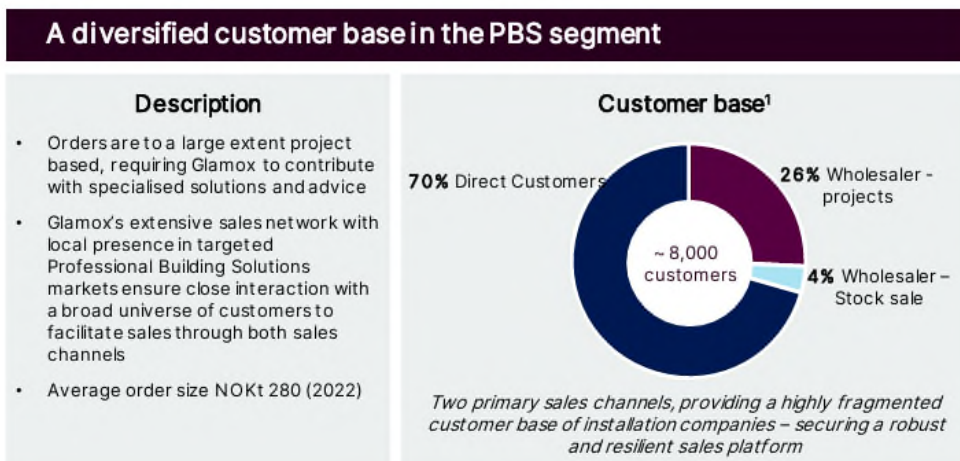 A diversified customer base in the PBS segment
Description
• Orders are to a large extent project
based, requiring Glamox to contribute
with specialised solutions and advice
• Glamox's extensive sales network with
local presence in targeted
Professional Building Solutions
markets ensure close interaction with
a broad universe of customers to
facilitate sales through both sales
channels
• Average order size NOKt 280 (2022)
Customer base¹
70% Direct Customers
26% Wholesaler -
projects
~ 8,000
customers
4% Wholesaler –
Stock sale
Two primary sales channels, providing a highly fragmented
customer base of installation companies – securing a robust
and resilient sales platform